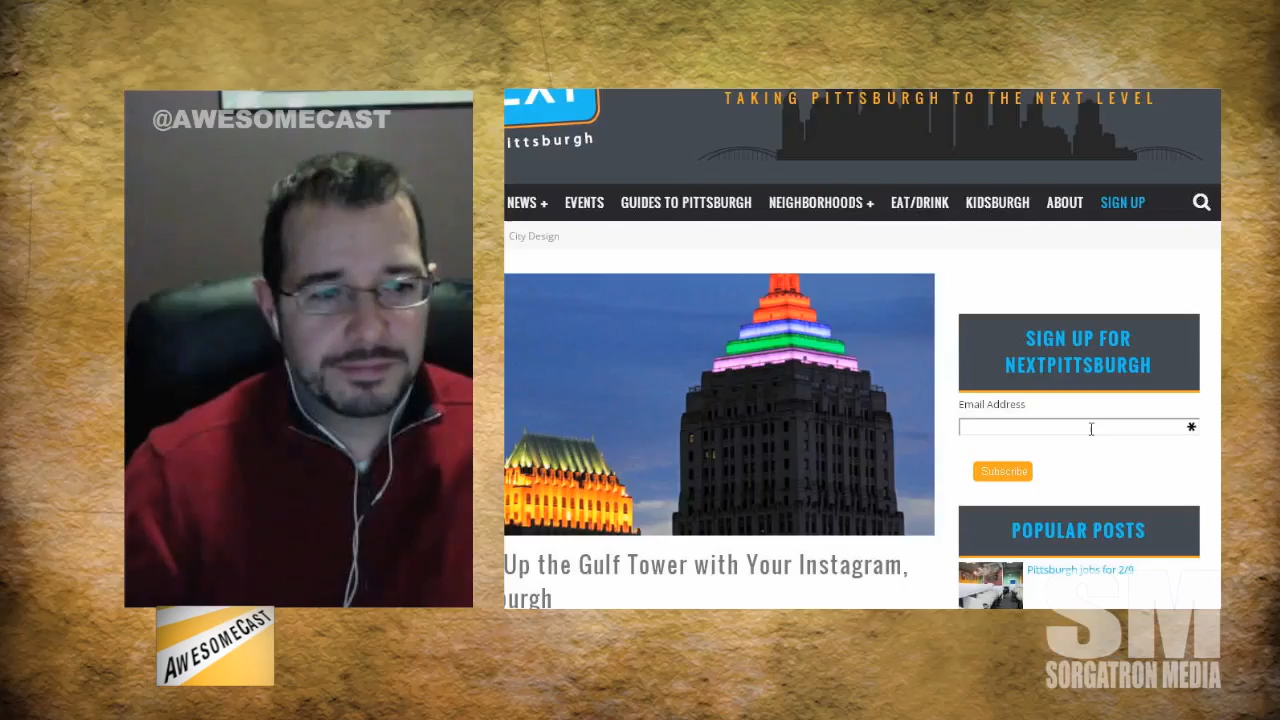 @AWESOMECAST
EXT
ittsburgh
TAKING PITTSBURGH TO THE NEXT LEVEL
NEWS + EVENTS GUIDES TO PITTSBURGH NEIGHBORHOODS + EAT/DRINK KIDSBURGH ABOUT SIGN UP
City Design
SIGN UP FOR
NEXTPITTSBURGH
Email Address
*
Subscribe
Up the Gulf Tower with Your Instagram,
burgh
POPULAR POSTS
Pittsburgh jobs for 2/9
AWESOMECAST
SM
SORGATRON MEDIA